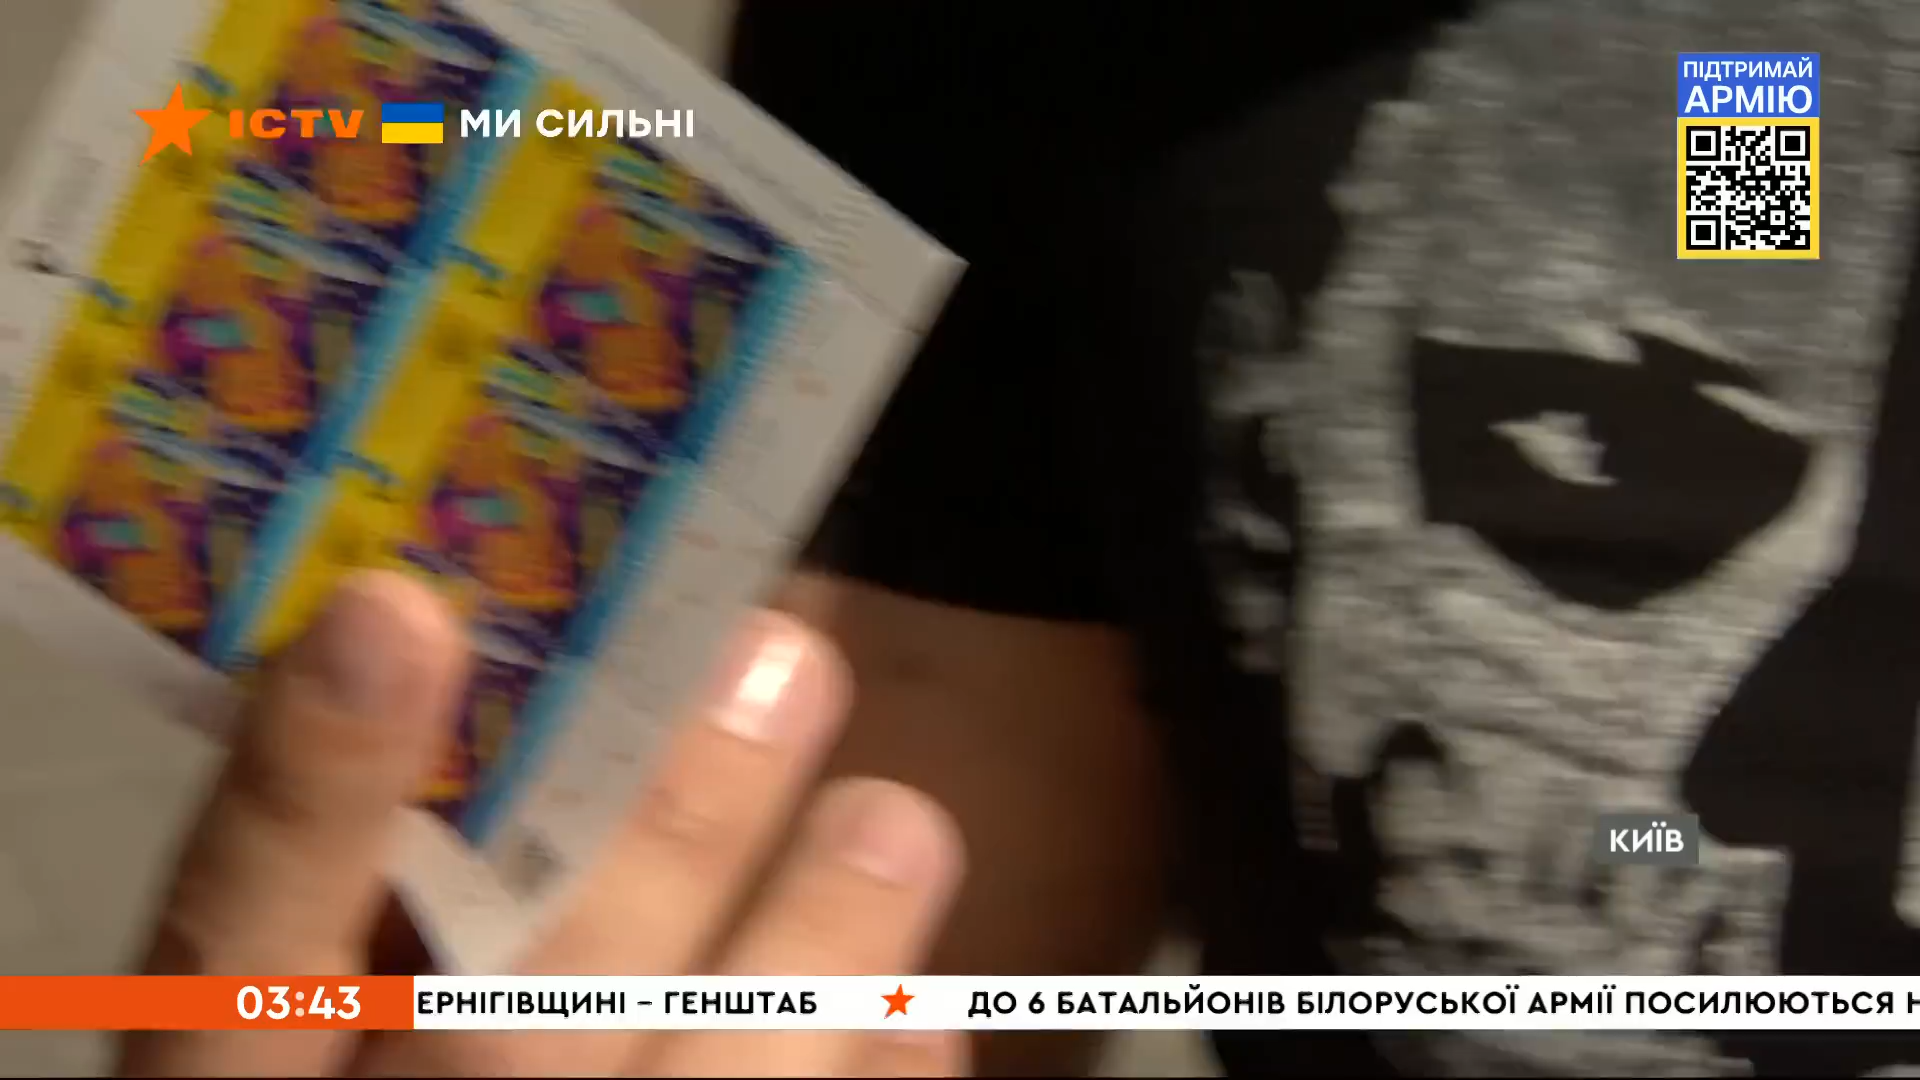 ICTV МИ СИЛЬНІ
ПІДТРИМАЙ
АРМІЮ
КИЇВ
03:43
ЕРНІГІВЩИНІ – ГЕНШТАБ
ДО 6 БАТАЛЬЙОНІВ БІЛОРУСЬКОЇ АРМІЇ ПОСИЛЮЮТЬСЯ Н